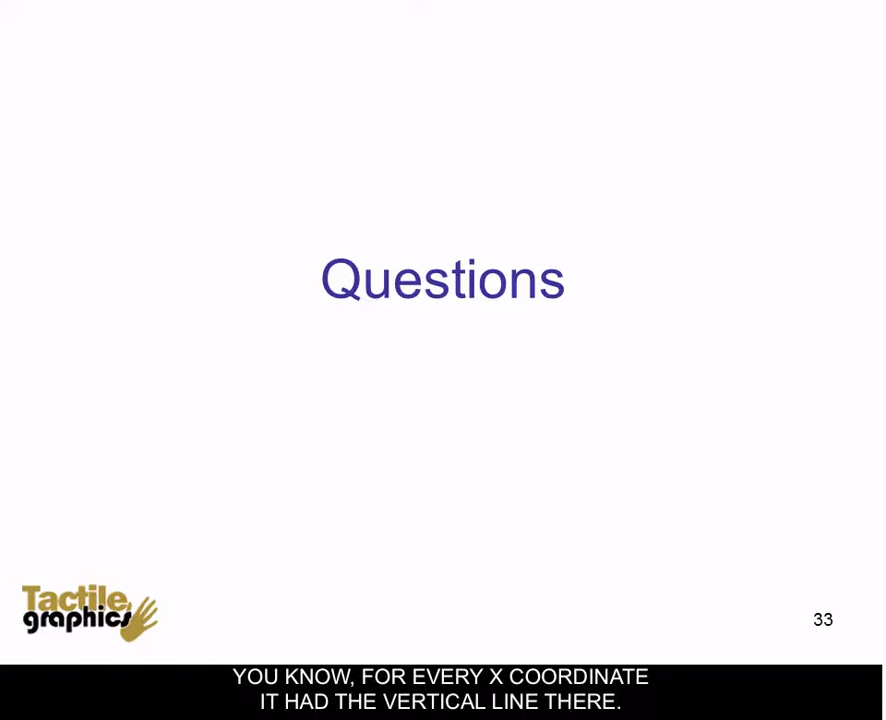 Questions
Tactile
graphics
33
YOU KNOW, FOR EVERY X COORDINATE
IT HAD THE VERTICAL LINE THERE.